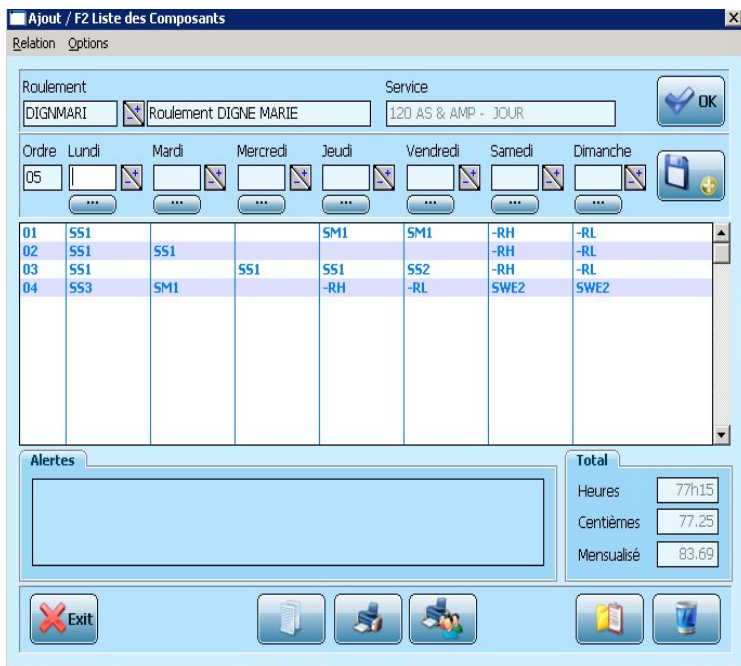 Ajout / F2 Liste des Composants
Relation Options
Roulement Service
DIGNMARI Roulement DIGNE MARIE 120 AS & AMP - JOUR OK
Ordre Lundi Mardi Mercredi Jeudi Vendredi Samedi Dimanche
05
... ... ... ... ... ... ...
01 SS1 SM1 SM1 -RH -RL
02 SS1 SS1 -RH -RL
03 SS1 SS1 SS1 SS2 -RH -RL
04 SS3 SM1 -RH -RL SWE2 SWE2
Alertes Total
Heures 77h15
Centièmes 77.25
Mensualisé 83.69
Exit